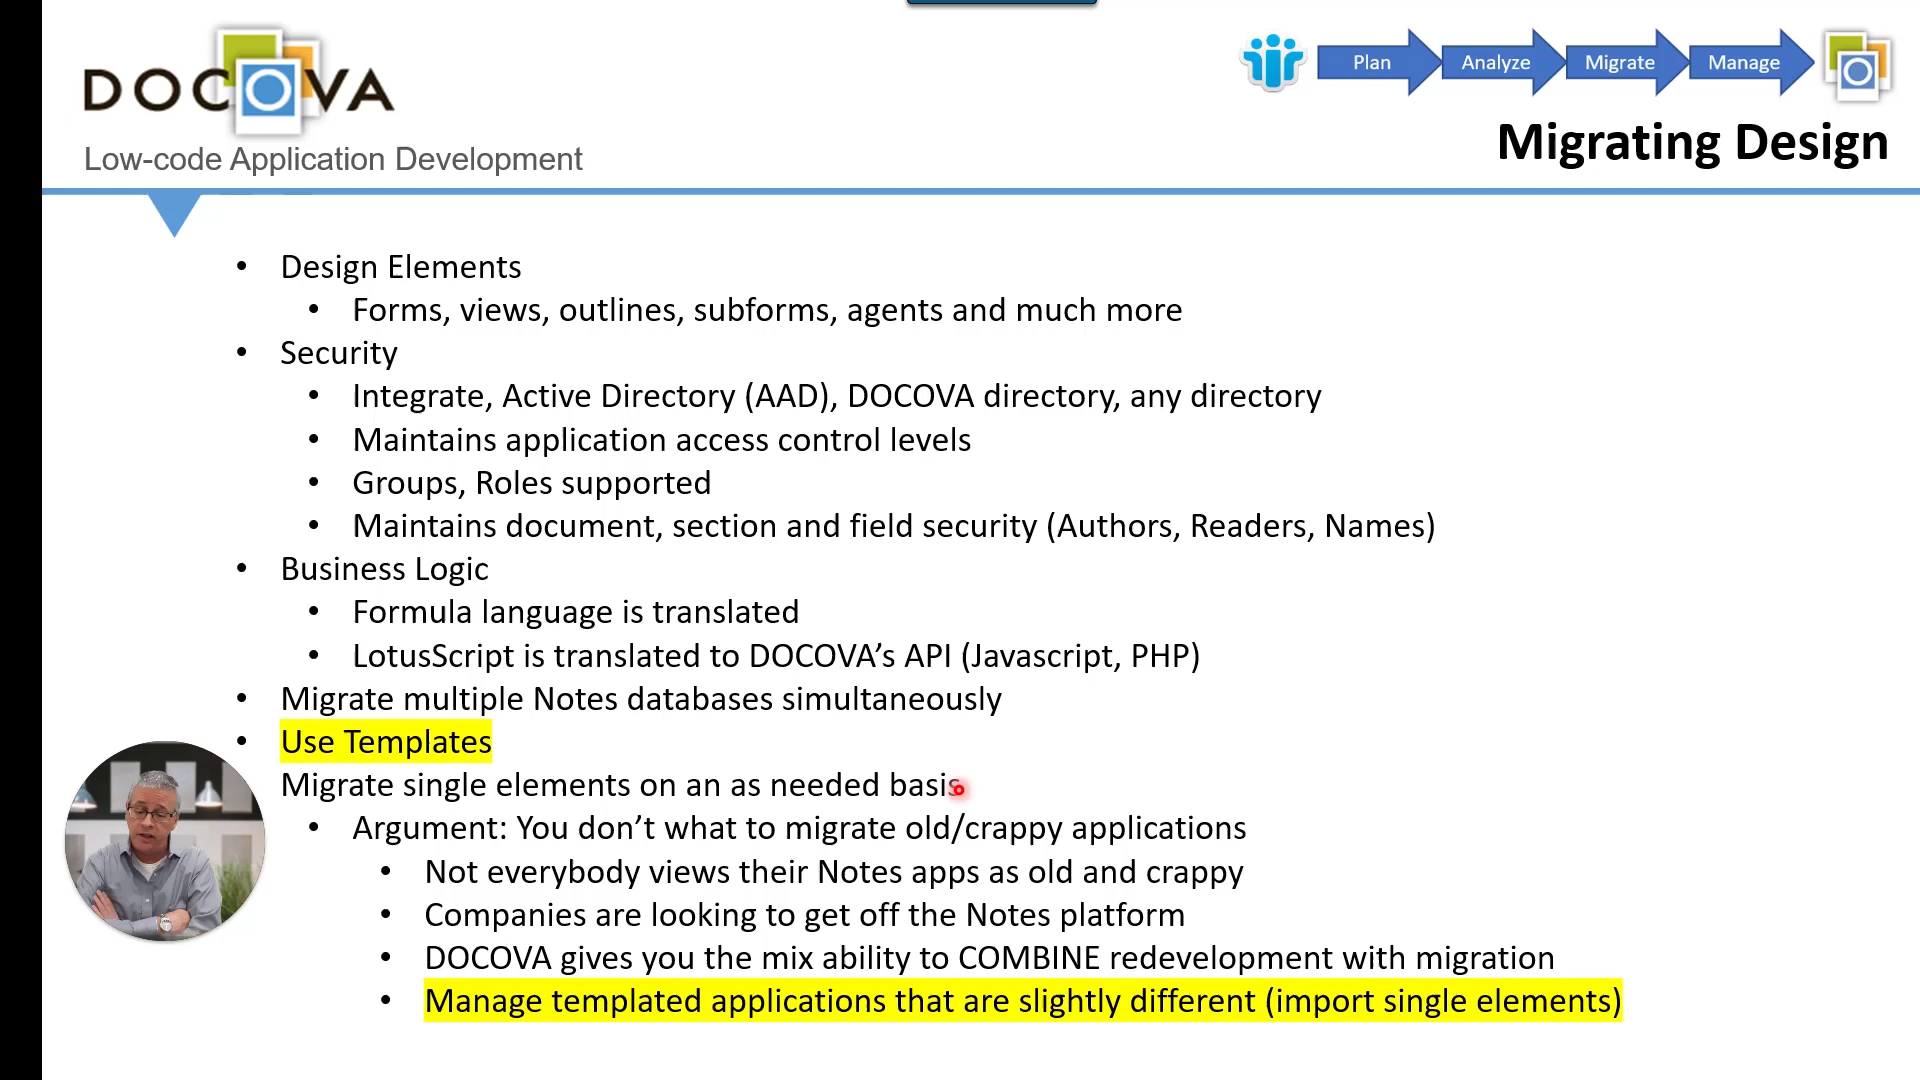 DOCOVA
Low-code Application Development
Plan
Analyze
Migrate
Manage
Migrating Design
• Design Elements
• Forms, views, outlines, subforms, agents and much more
• Security
• Integrate, Active Directory (AAD), DOCOVA directory, any directory
• Maintains application access control levels
• Groups, Roles supported
• Maintains document, section and field security (Authors, Readers, Names)
• Business Logic
• Formula language is translated
• LotusScript is translated to DOCOVA’s API (Javascript, PHP)
• Migrate multiple Notes databases simultaneously
• Use Templates
Migrate single elements on an as needed basis
• Argument: You don’t what to migrate old/crappy applications
• Not everybody views their Notes apps as old and crappy
• Companies are looking to get off the Notes platform
• DOCOVA gives you the mix ability to COMBINE redevelopment with migration
• Manage templated applications that are slightly different (import single elements)